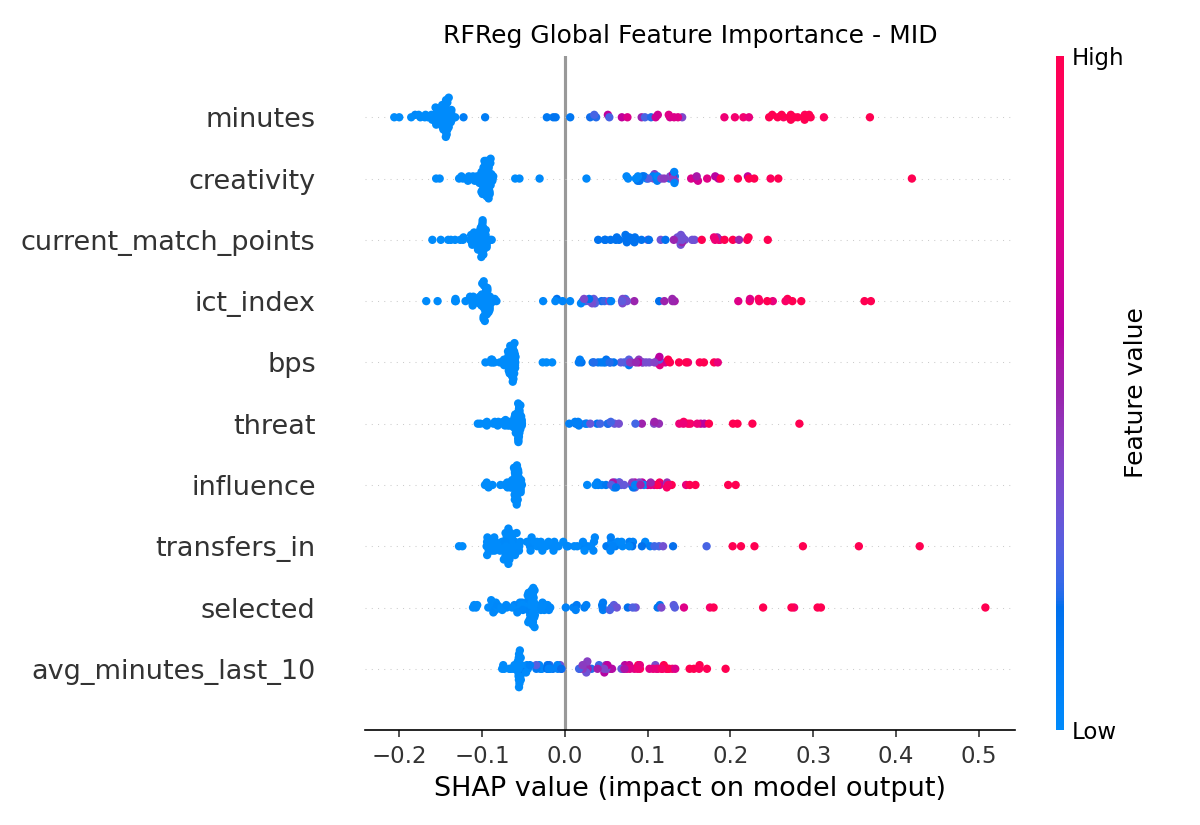 RFReg Global Feature Importance - MID
High
minutes
creativity
current_match_points
ict_index
bps
threat
influence
transfers_in
selected
avg_minutes_last_10
Feature value
Low
−0.2 −0.1 0.0 0.1 0.2 0.3 0.4 0.5
SHAP value (impact on model output)